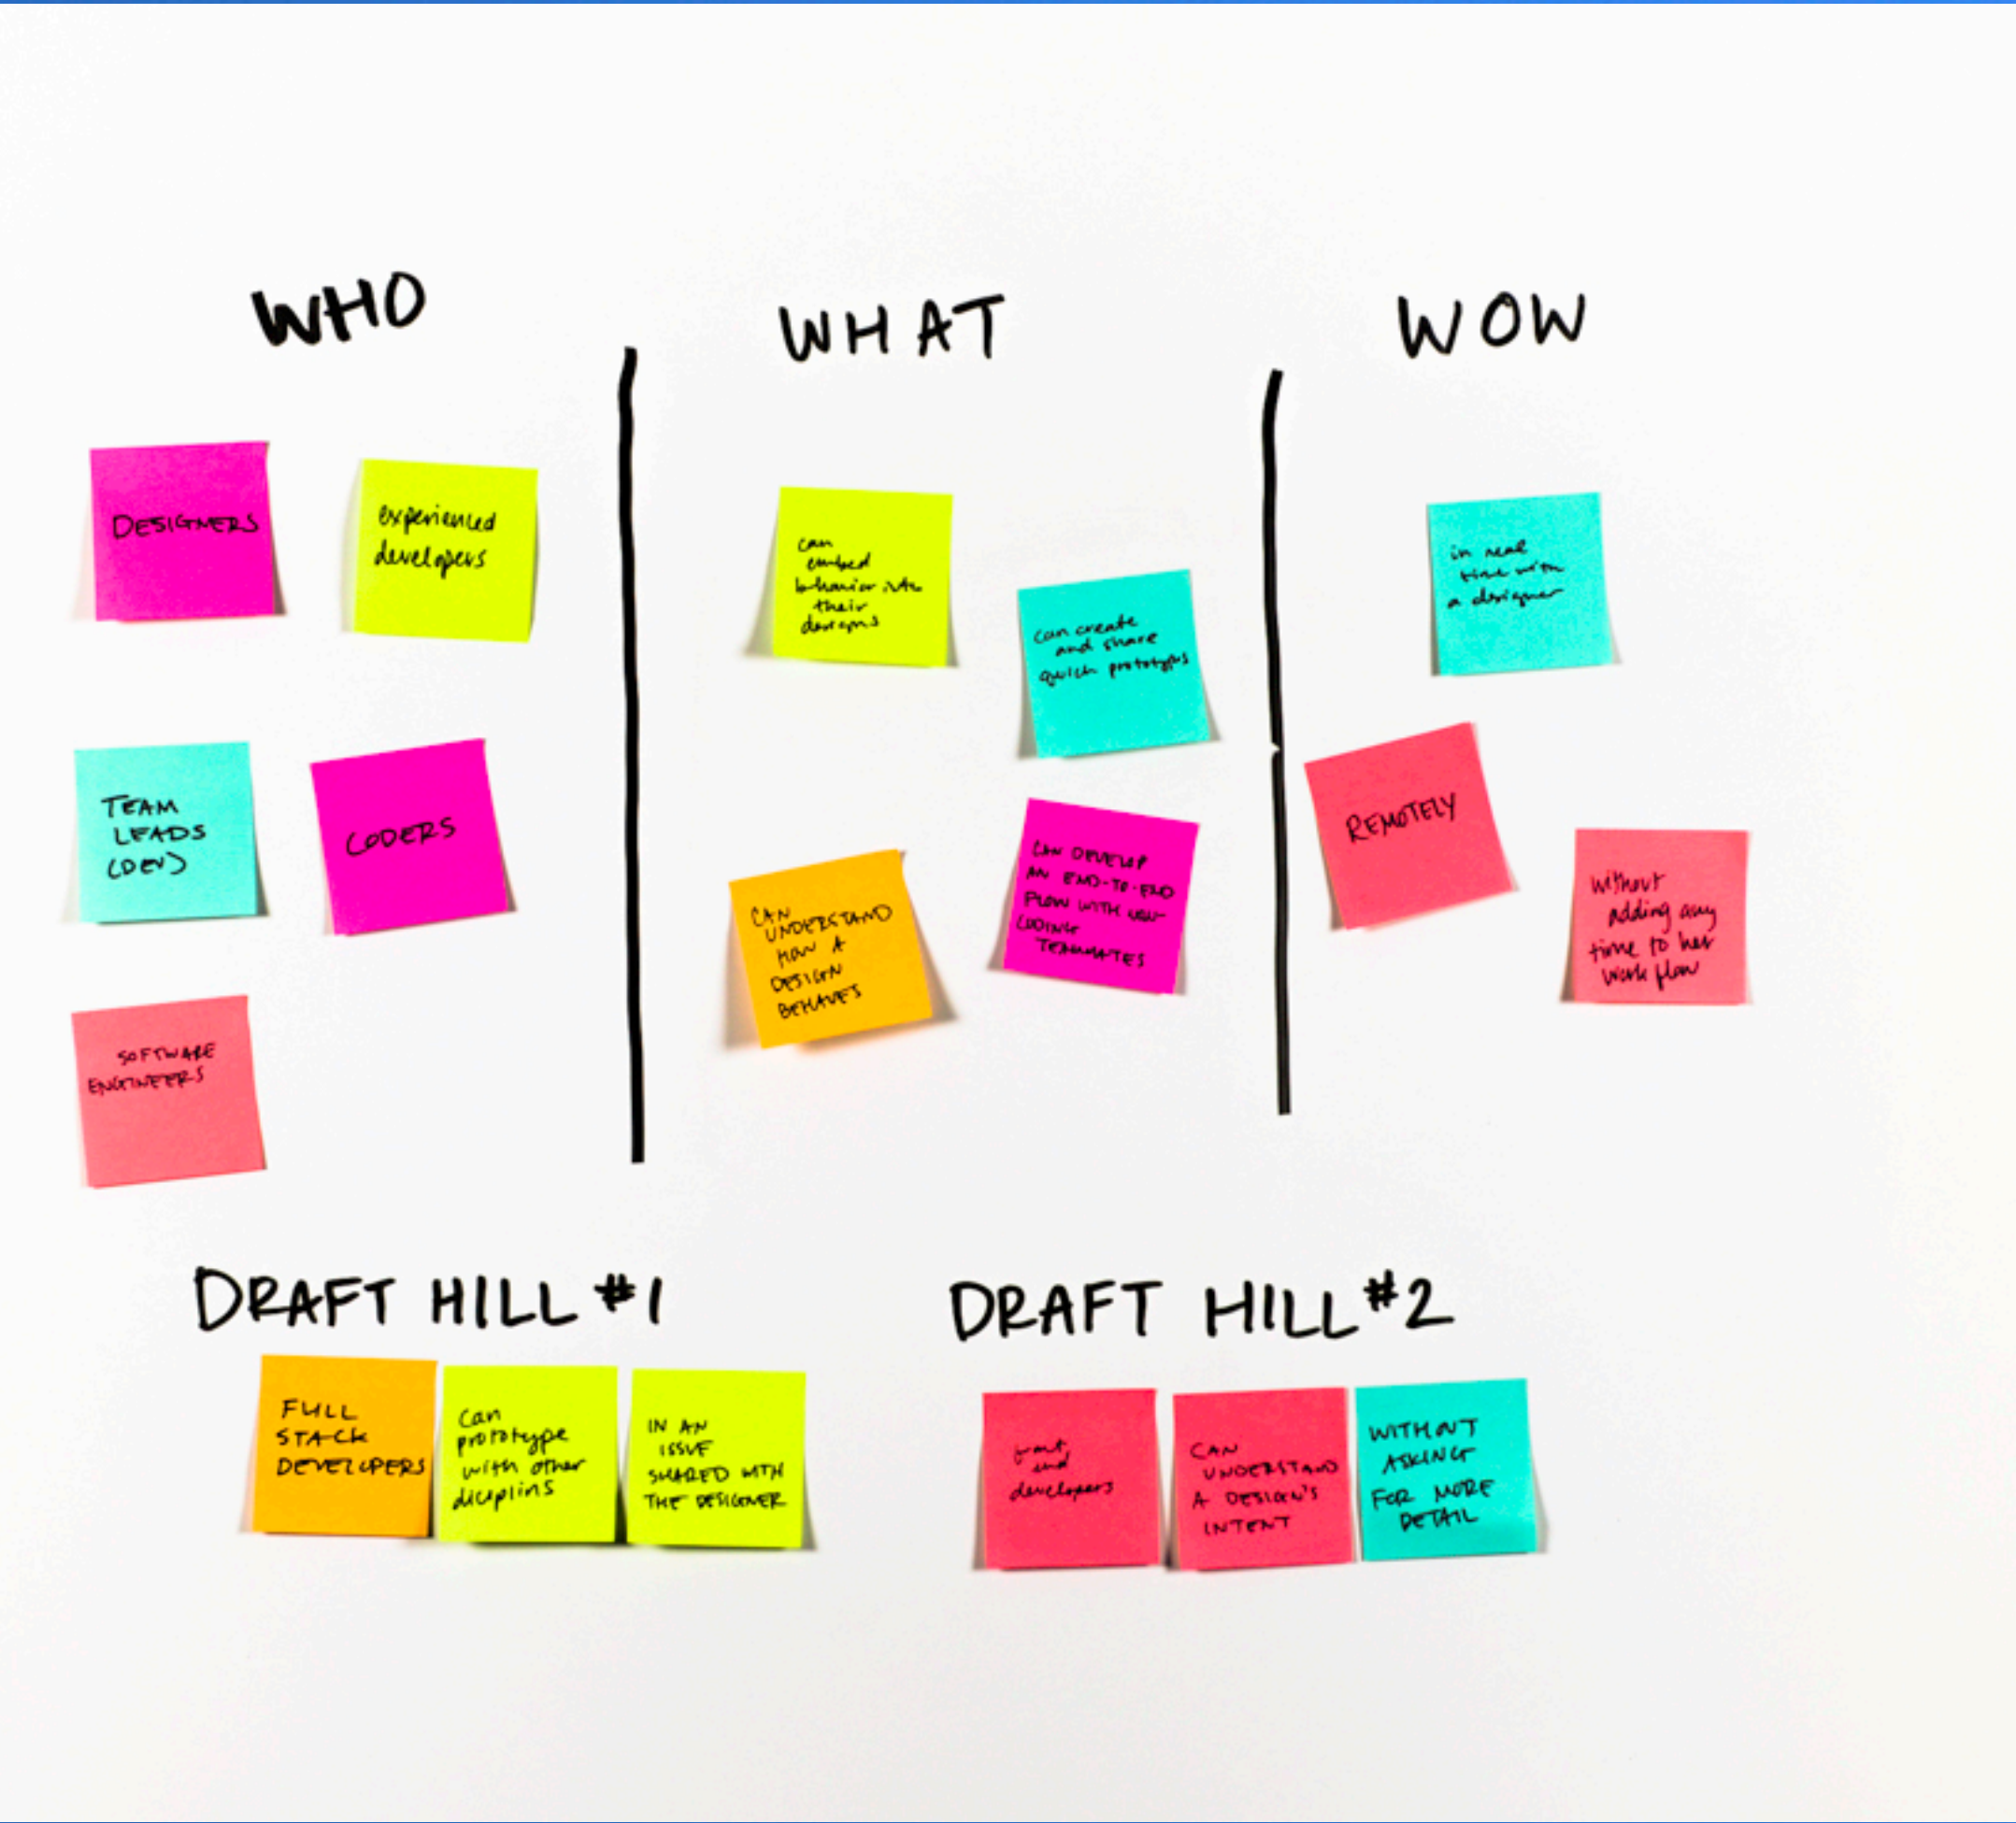 WHO
DESIGNERS
experienced
developers
TEAM
LEADS
(DEV)
CODERS
SOFTWARE
ENGINEERS
WHAT
can
embed
behavior into
their
designs
can create
and share
quick prototyps
CAN
UNDERSTAND
HOW A
DESIGN
BEHAVES
CAN DEVELOP
AN END-TO-END
FLOW WITH NON-
CODING
TEAMMATES
WOW
in real
time with
a designer
REMOTELY
without
adding any
time to her
work flow
DRAFT HILL #1
FULL
STACK
DEVELOPERS
Can
prototype
with other
diciplins
IN AN
ISSUE
SHARED WITH
THE DESIGNER
DRAFT HILL #2
front
end
developers
CAN
UNDERSTAND
A DESIGN'S
INTENT
WITHOUT
ASKING
FOR MORE
DETAIL